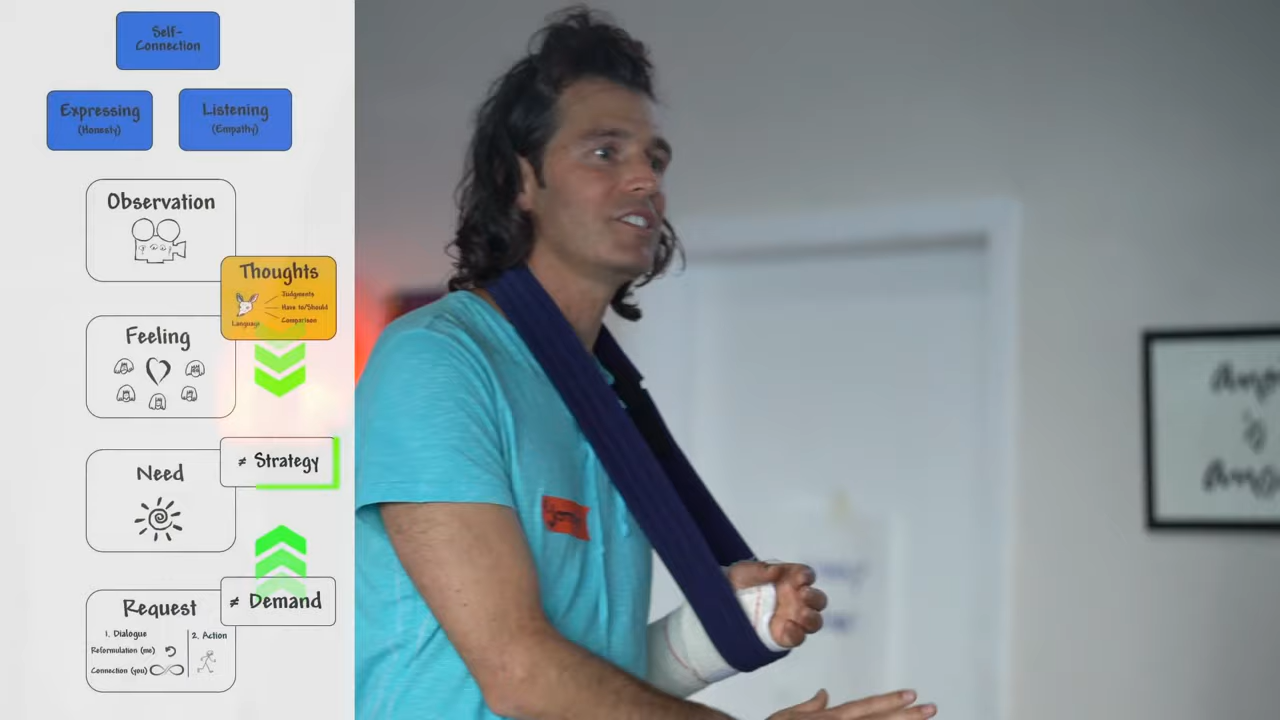 Self-
Connection
Expressing
(Honesty)
Listening
(Empathy)
Observation
Thoughts
Judgments
Have to/Should
Comparison
Language
Feeling
≠ Strategy
Need
≠ Demand
Request
1. Dialogue
2. Action
Reformulation (me)
Connection (you)